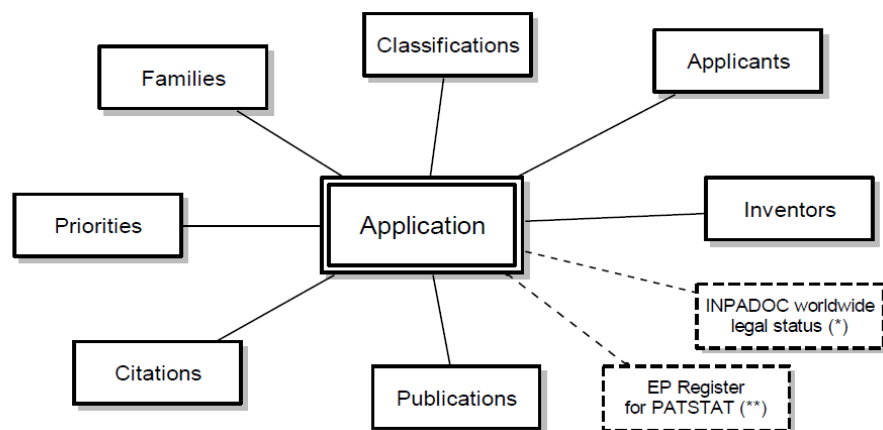 Classifications
Applicants
Families
Application
Priorities
Inventors
INPADOC worldwide
legal status (*)
Citations
Publications
EP Register
for PATSTAT (**)